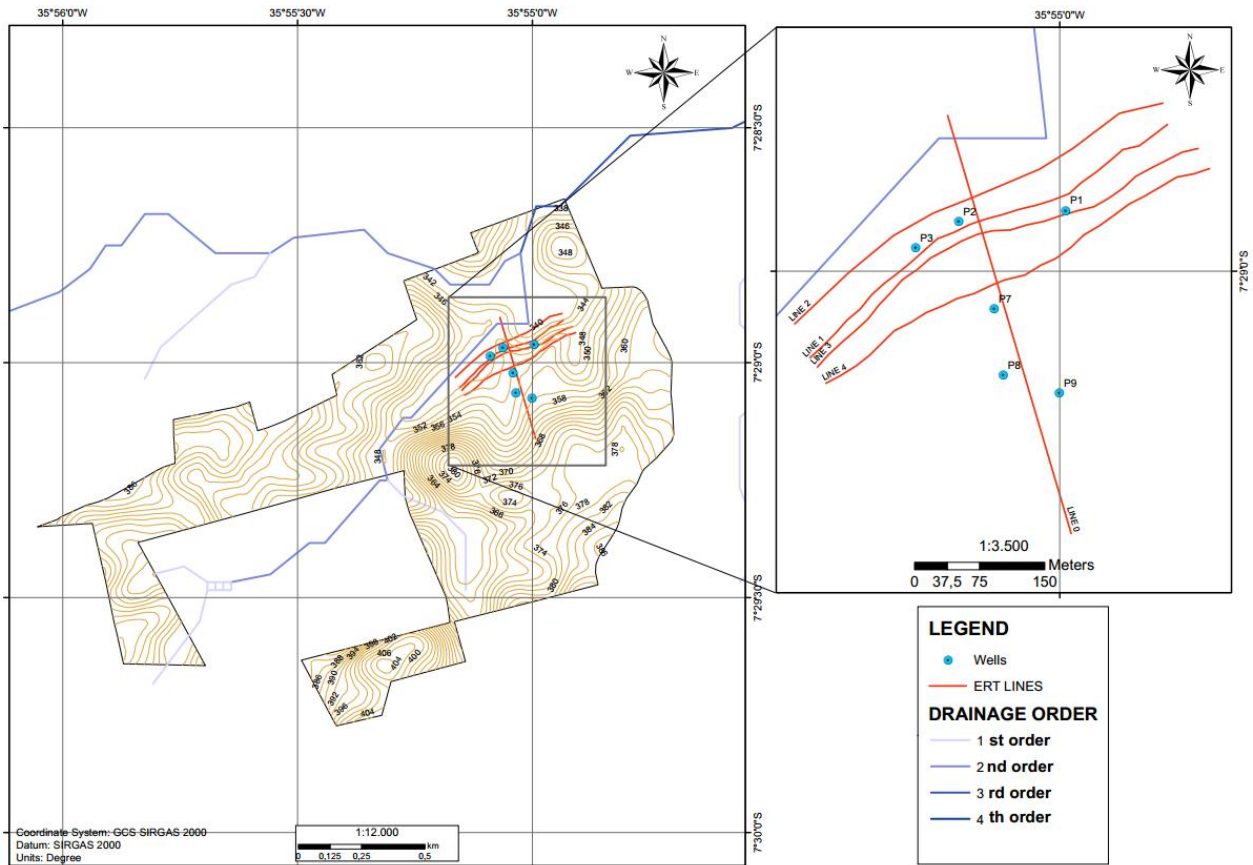 35°56'0"W
35°55'30"W
35°55'0"W
35°55'0"W
N
W E
S
N
W E
S
7°28'30"S
7°29'0"S
7°29'30"S
7°30'0"S
7°29'0"S
338
346
348
342
346
344
340
348
350
360
362
362
358
352
366
354
368
378
378
348
380
376
374
364
372
370
376
374
366
376
378
382
384
386
374
380
386
402
398
394
388
406
404
400
386
390
392
396
404
P1
P2
P3
P7
P8
P9
LINE 2
LINE 1
LINE 3
LINE 4
LINE 0
1:3.500
Meters
0 37,5 75 150
LEGEND
Wells
ERT LINES
DRAINAGE ORDER
1 st order
2 nd order
3 rd order
4 th order
Coordinate System: GCS SIRGAS 2000
Datum: SIRGAS 2000
Units: Degree
1:12.000
km
0 0,125 0,25 0,5